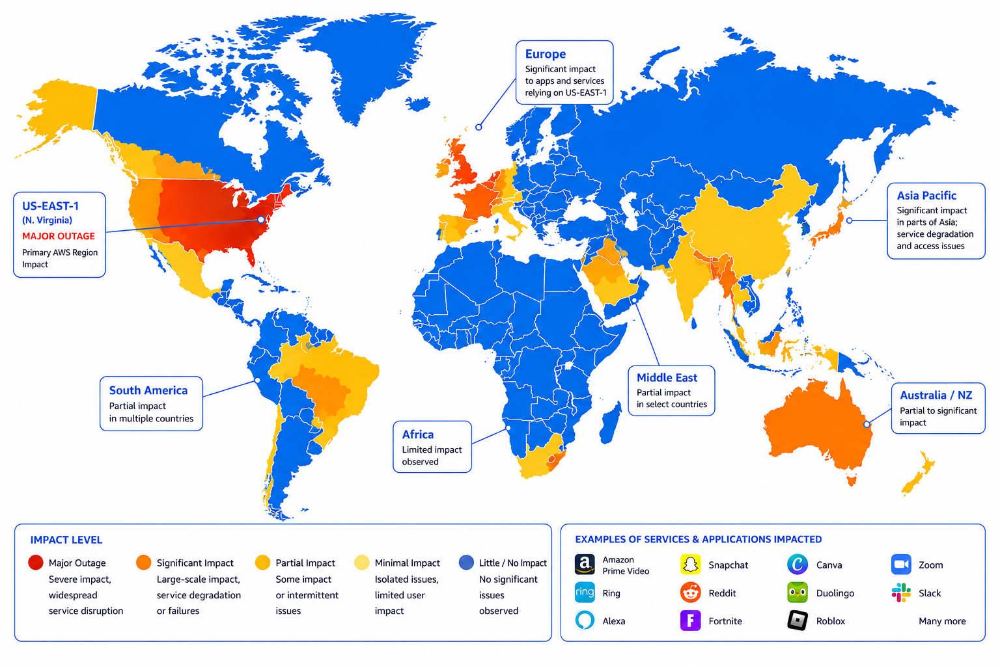 Europe
Significant impact
to apps and services
relying on US-EAST-1
US-EAST-1
(N. Virginia)
MAJOR OUTAGE
Primary AWS Region
Impact
Asia Pacific
Significant impact
in parts of Asia;
service degradation
and access issues
South America
Partial impact
in multiple countries
Africa
Limited impact
observed
Middle East
Partial impact
in select countries
Australia / NZ
Partial to significant
impact
IMPACT LEVEL
Major Outage
Severe impact,
widespread
service disruption
Significant Impact
Large-scale impact,
service degradation
or failures
Partial Impact
Some impact
or intermittent
issues
Minimal Impact
Isolated issues,
limited user
impact
Little / No Impact
No significant
issues
observed
EXAMPLES OF SERVICES & APPLICATIONS IMPACTED
a
Amazon
Prime Video
Snapchat
C
Canva
Zoom
ring
Ring
Reddit
Duolingo
Slack
Alexa
F
Fortnite
Roblox
Many more